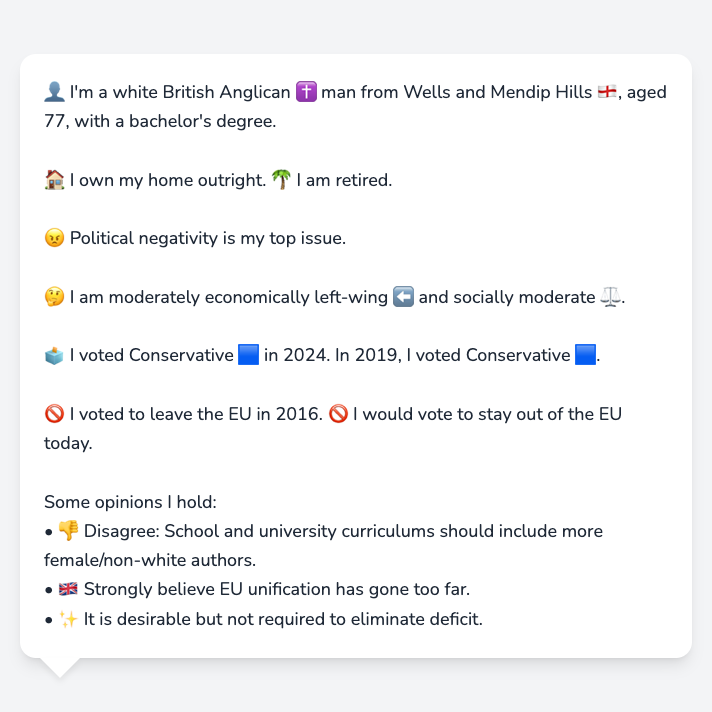 👤 I'm a white British Anglican ✝️ man from Wells and Mendip Hills 🏴󠁧󠁢󠁥󠁮󠁧󠁿, aged
77, with a bachelor's degree.
🏠 I own my home outright. 🌴 I am retired.
😠 Political negativity is my top issue.
🤔 I am moderately economically left-wing ⬅️ and socially moderate ⚖️.
🗳️ I voted Conservative 🟦 in 2024. In 2019, I voted Conservative 🟦.
🚫 I voted to leave the EU in 2016. 🚫 I would vote to stay out of the EU
today.
Some opinions I hold:
• 👎 Disagree: School and university curriculums should include more
female/non-white authors.
• 🇬🇧 Strongly believe EU unification has gone too far.
• ✨ It is desirable but not required to eliminate deficit.